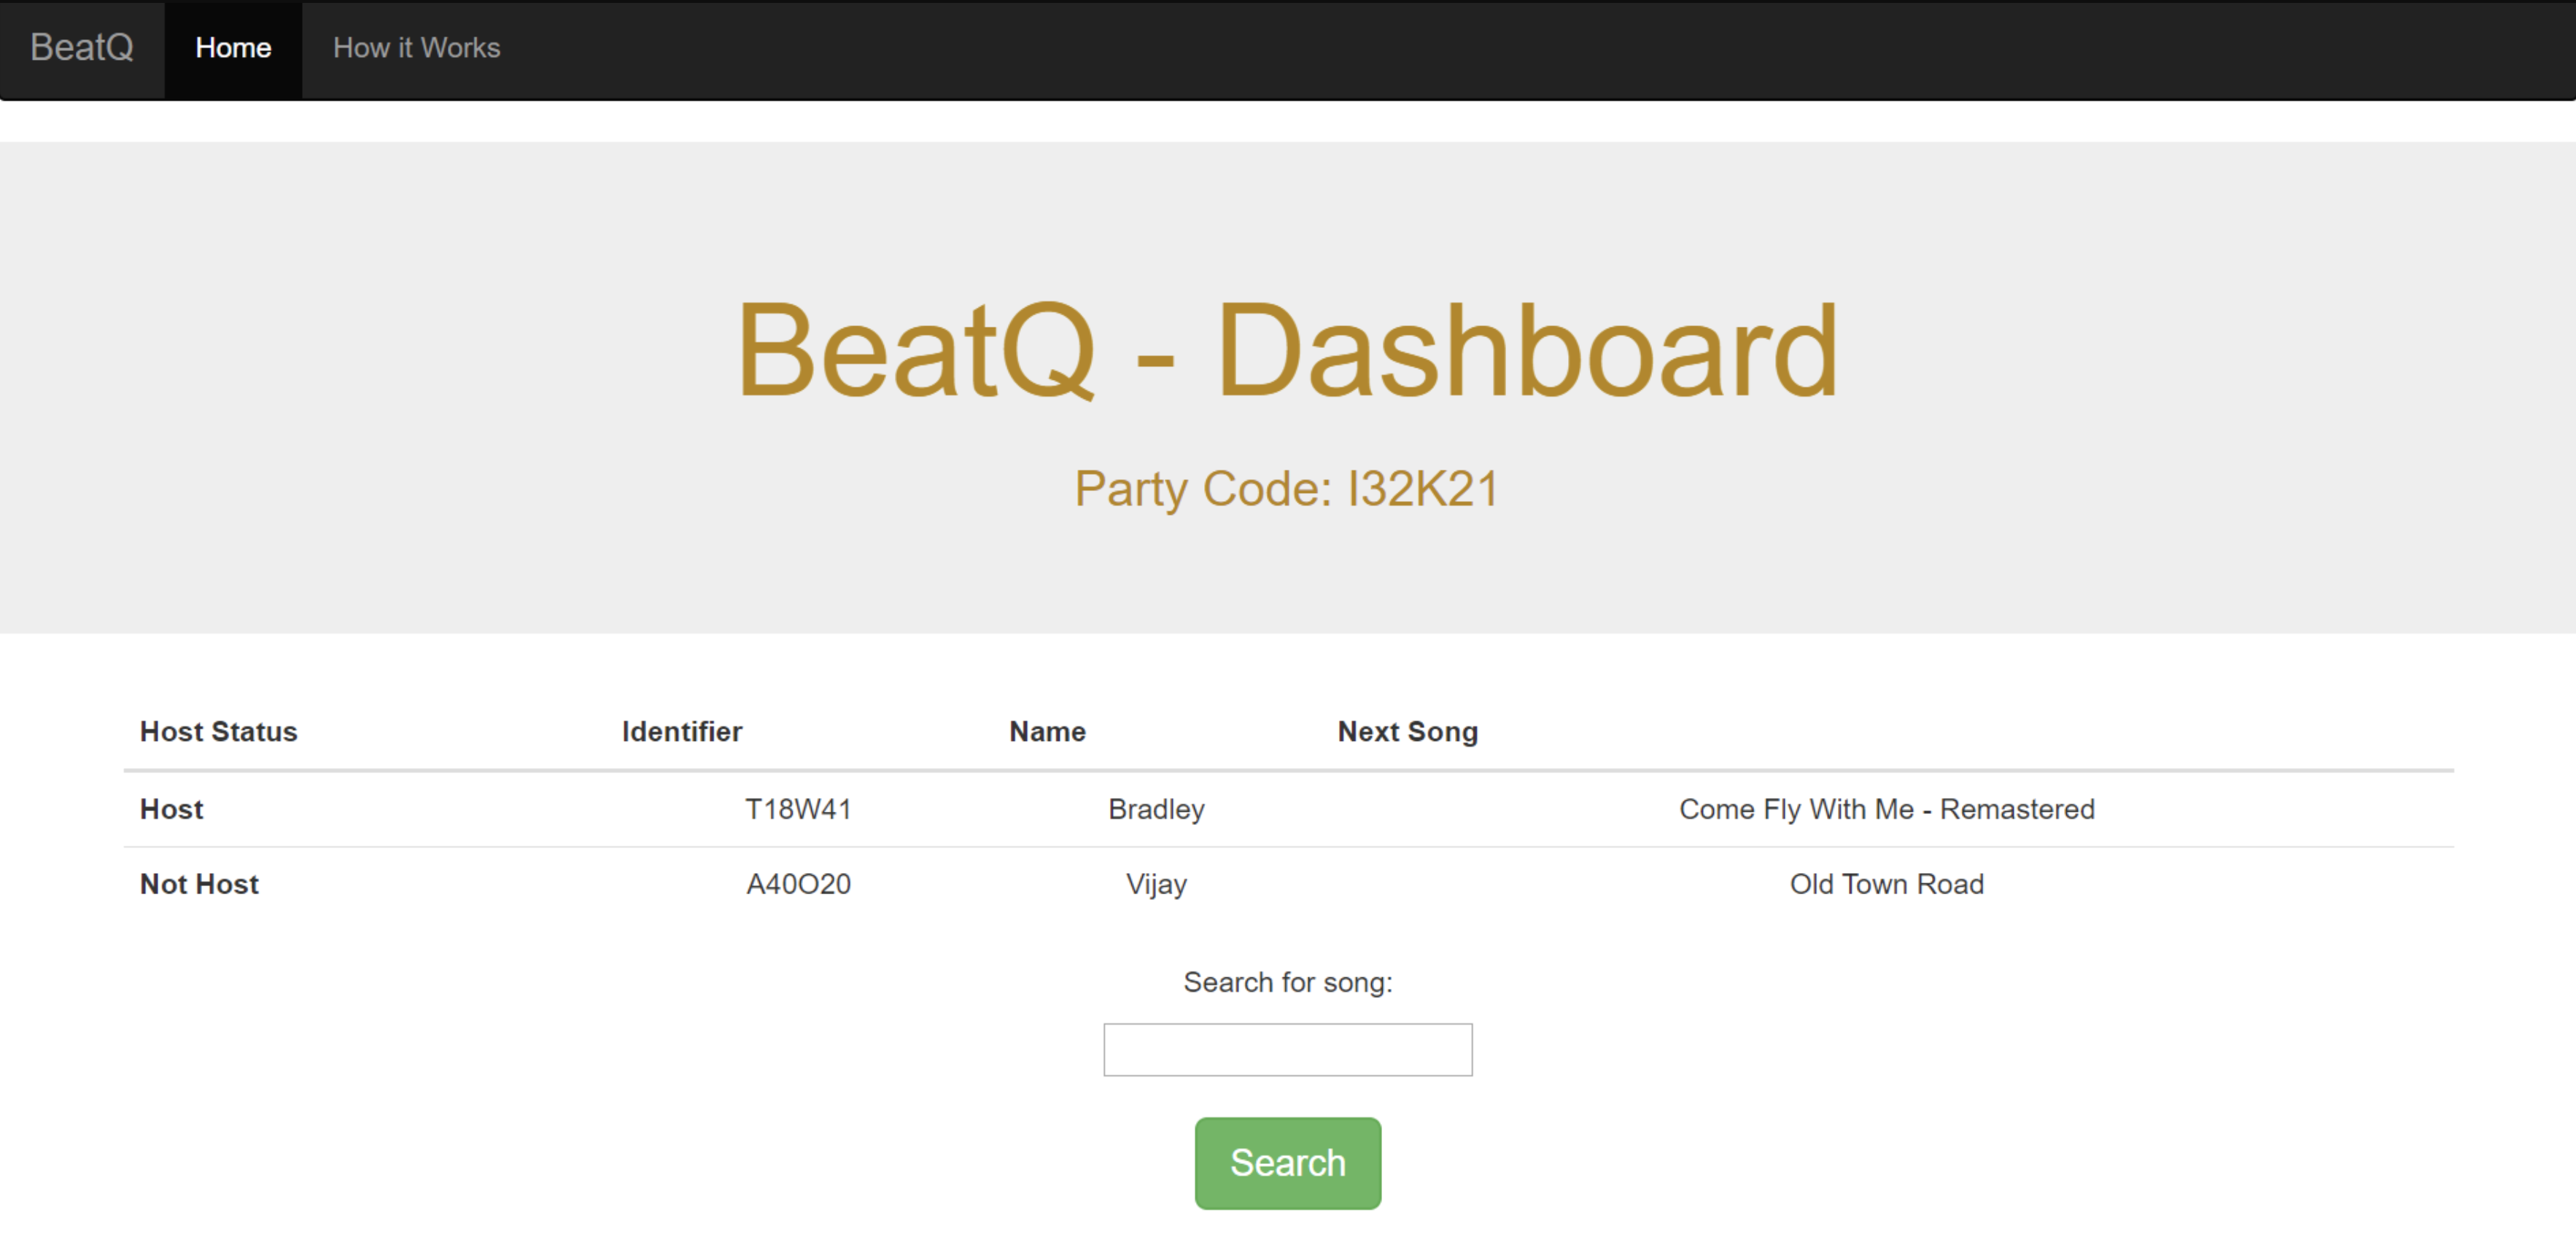 BeatQ Home How it Works
BeatQ - Dashboard
Party Code: I32K21
Host Status Identifier Name Next Song
Host T18W41 Bradley Come Fly With Me - Remastered
Not Host A40O20 Vijay Old Town Road
Search for song:
Search